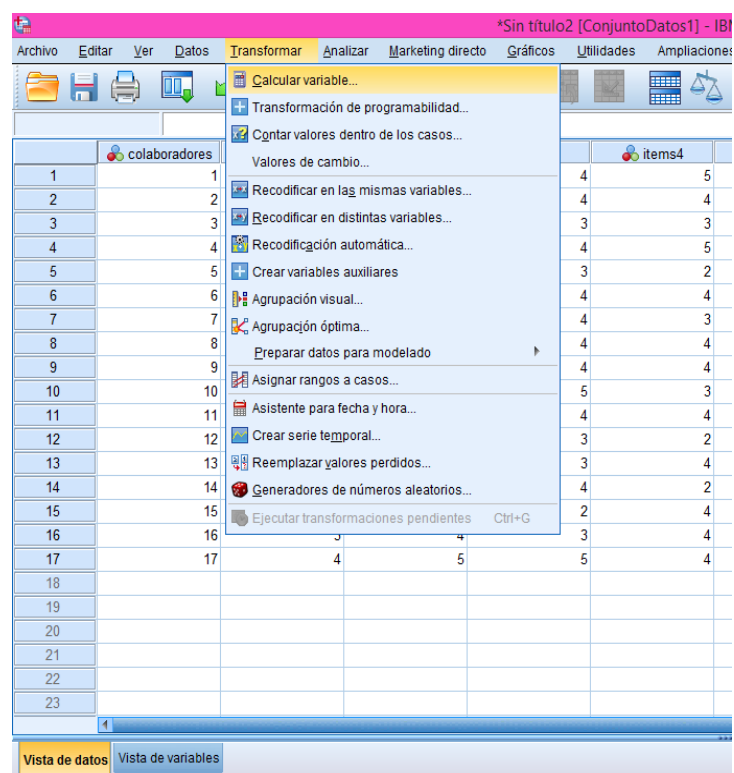 *Sin título2 [ConjuntoDatos1] - IBM
Archivo Editar Ver Datos Transformar Analizar Marketing directo Gráficos Utilidades Ampliaciones
Calcular variable...
Transformación de programabilidad...
Contar valores dentro de los casos...
Valores de cambio...
Recodificar en las mismas variables...
Recodificar en distintas variables...
Recodificación automática...
Crear variables auxiliares
Agrupación visual...
Agrupación óptima...
Preparar datos para modelado
Asignar rangos a casos...
Asistente para fecha y hora...
Crear serie temporal...
Reemplazar valores perdidos...
Generadores de números aleatorios...
Ejecutar transformaciones pendientes Ctrl+G
colaboradores items4
1 1 4 5
2 2 4 4
3 3 3 3
4 4 4 5
5 5 3 2
6 6 4 4
7 7 4 3
8 8 4 4
9 9 4 4
10 10 5 3
11 11 4 4
12 12 3 2
13 13 3 4
14 14 4 2
15 15 2 4
16 16 3 4
17 17 4 5 5 4
18
19
20
21
22
23
Vista de datos Vista de variables